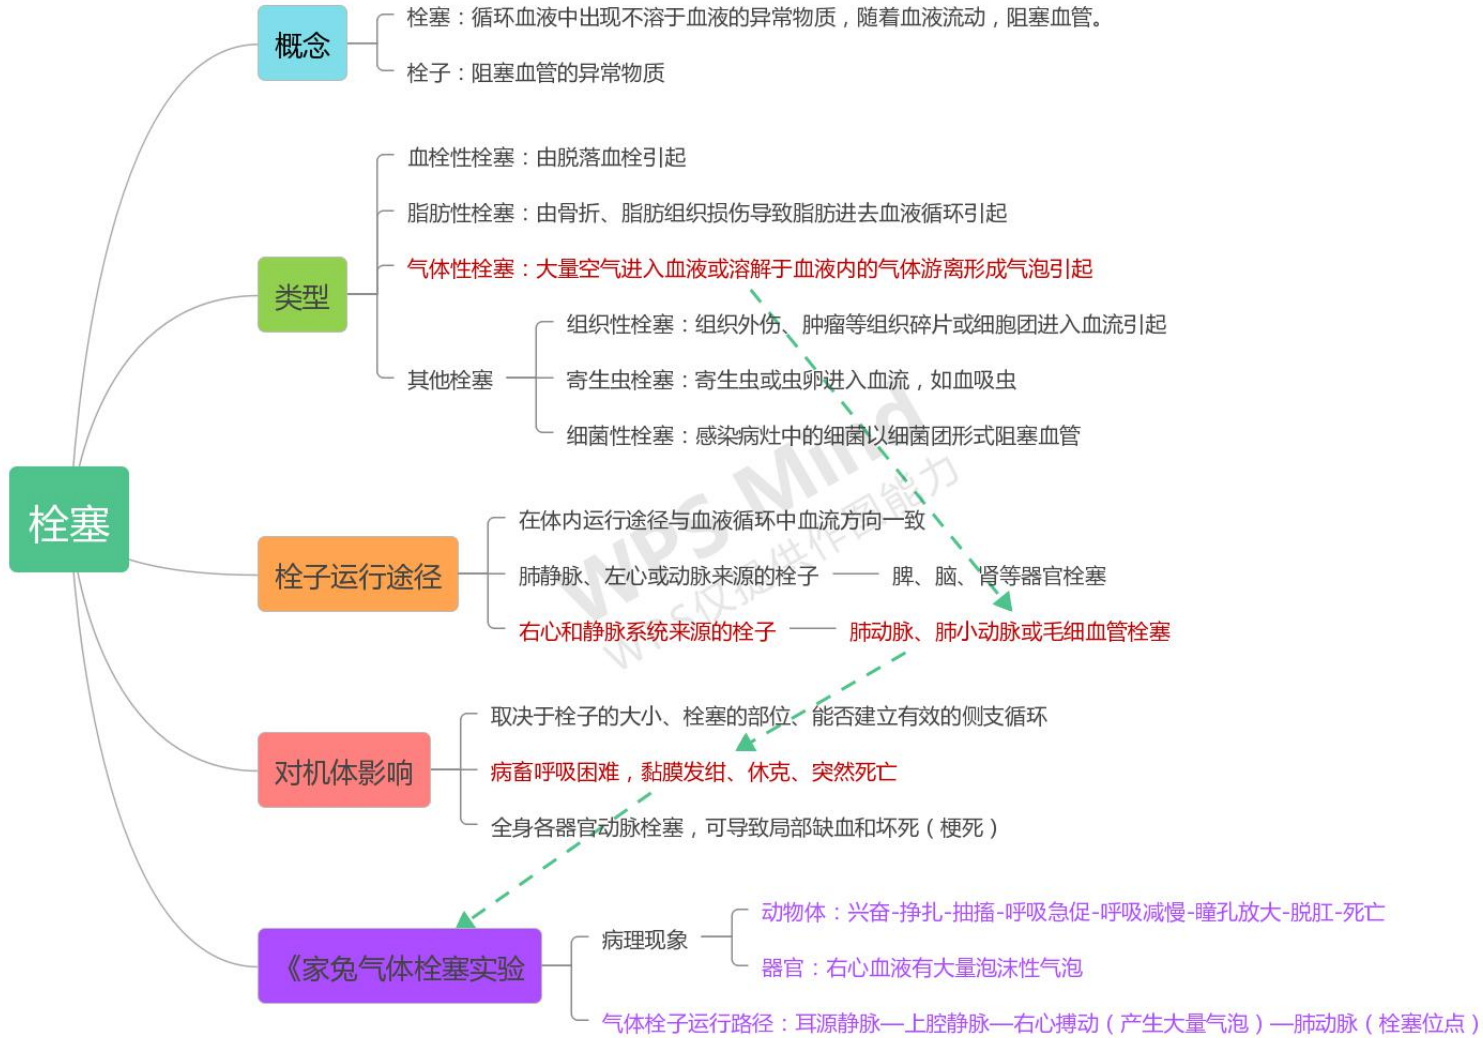 概念
栓塞：循环血液中出现不溶于血液的异常物质，随着血液流动，阻塞血管。
栓子：阻塞血管的异常物质
类型
血栓性栓塞：由脱落血栓引起
脂肪性栓塞：由骨折、脂肪组织损伤导致脂肪进去血液循环引起
气体性栓塞：大量空气进入血液或溶解于血液内的气体游离形成气泡引起
其他栓塞
组织性栓塞：组织外伤、肿瘤等组织碎片或细胞团进入血流引起
寄生虫栓塞：寄生虫或虫卵进入血流，如血吸虫
细菌性栓塞：感染病灶中的细菌以细菌团形式阻塞血管
栓塞
栓子运行途径
在体内运行途径与血液循环中血流方向一致
肺静脉、左心或动脉来源的栓子
脾、脑、肾等器官栓塞
右心和静脉系统来源的栓子
肺动脉、肺小动脉或毛细血管栓塞
对机体影响
取决于栓子的大小、栓塞的部位、能否建立有效的侧支循环
病畜呼吸困难，黏膜发绀、休克、突然死亡
全身各器官动脉栓塞，可导致局部缺血和坏死（梗死）
《家兔气体栓塞实验
病理现象
动物体：兴奋-挣扎-抽搐-呼吸急促-呼吸减慢-瞳孔放大-脱肛-死亡
器官：右心血液有大量泡沫性气泡
气体栓子运行路径：耳源静脉—上腔静脉—右心搏动（产生大量气泡）—肺动脉（栓塞位点）
WPS Mind
WPS仅提供作图能力